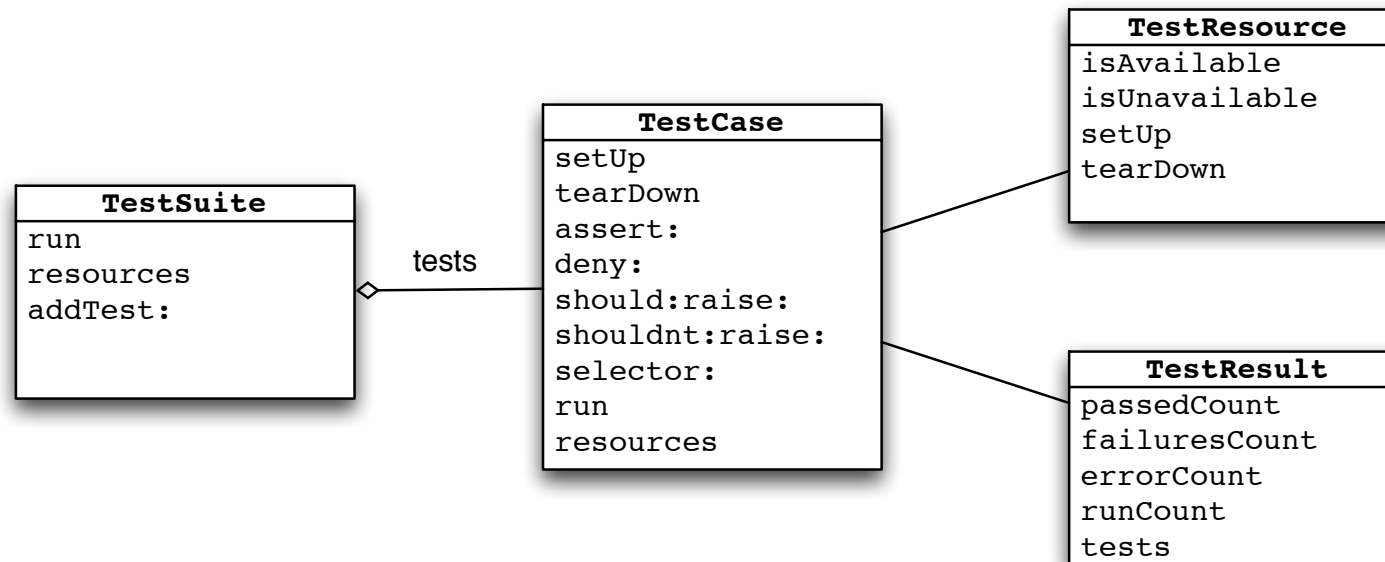 TestSuite
run
resources
addTest:
tests
TestCase
setUp
tearDown
assert:
deny:
should:raise:
shouldnt:raise:
selector:
run
resources
TestResource
isAvailable
isUnavailable
setUp
tearDown
TestResult
passedCount
failuresCount
errorCount
runCount
tests